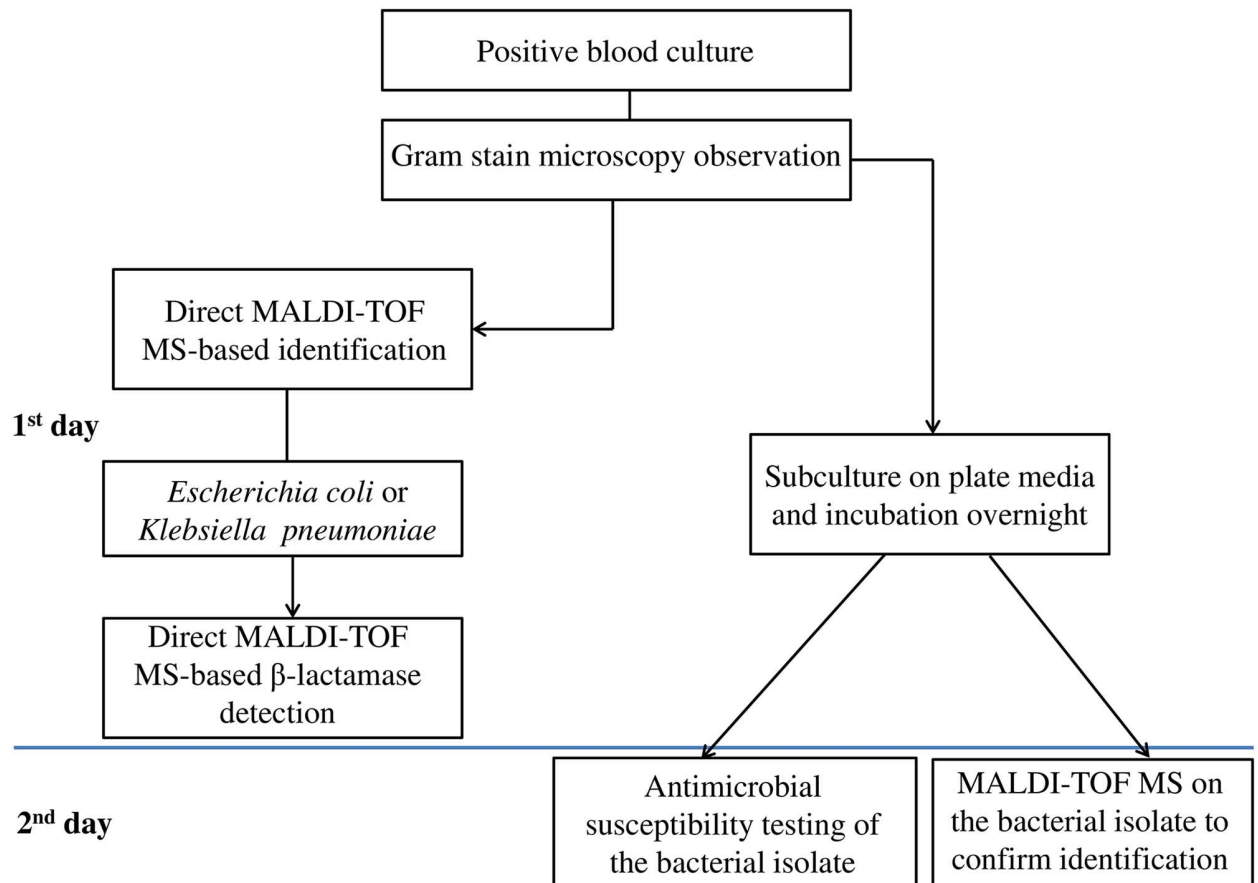 Positive blood culture
Gram stain microscopy observation
Direct MALDI-TOF
MS-based identification
1st day
Escherichia coli or
Klebsiella pneumoniae
Subculture on plate media
and incubation overnight
Direct MALDI-TOF
MS-based β-lactamase
detection
2nd day
Antimicrobial
susceptibility testing of
the bacterial isolate
MALDI-TOF MS on
the bacterial isolate to
confirm identification